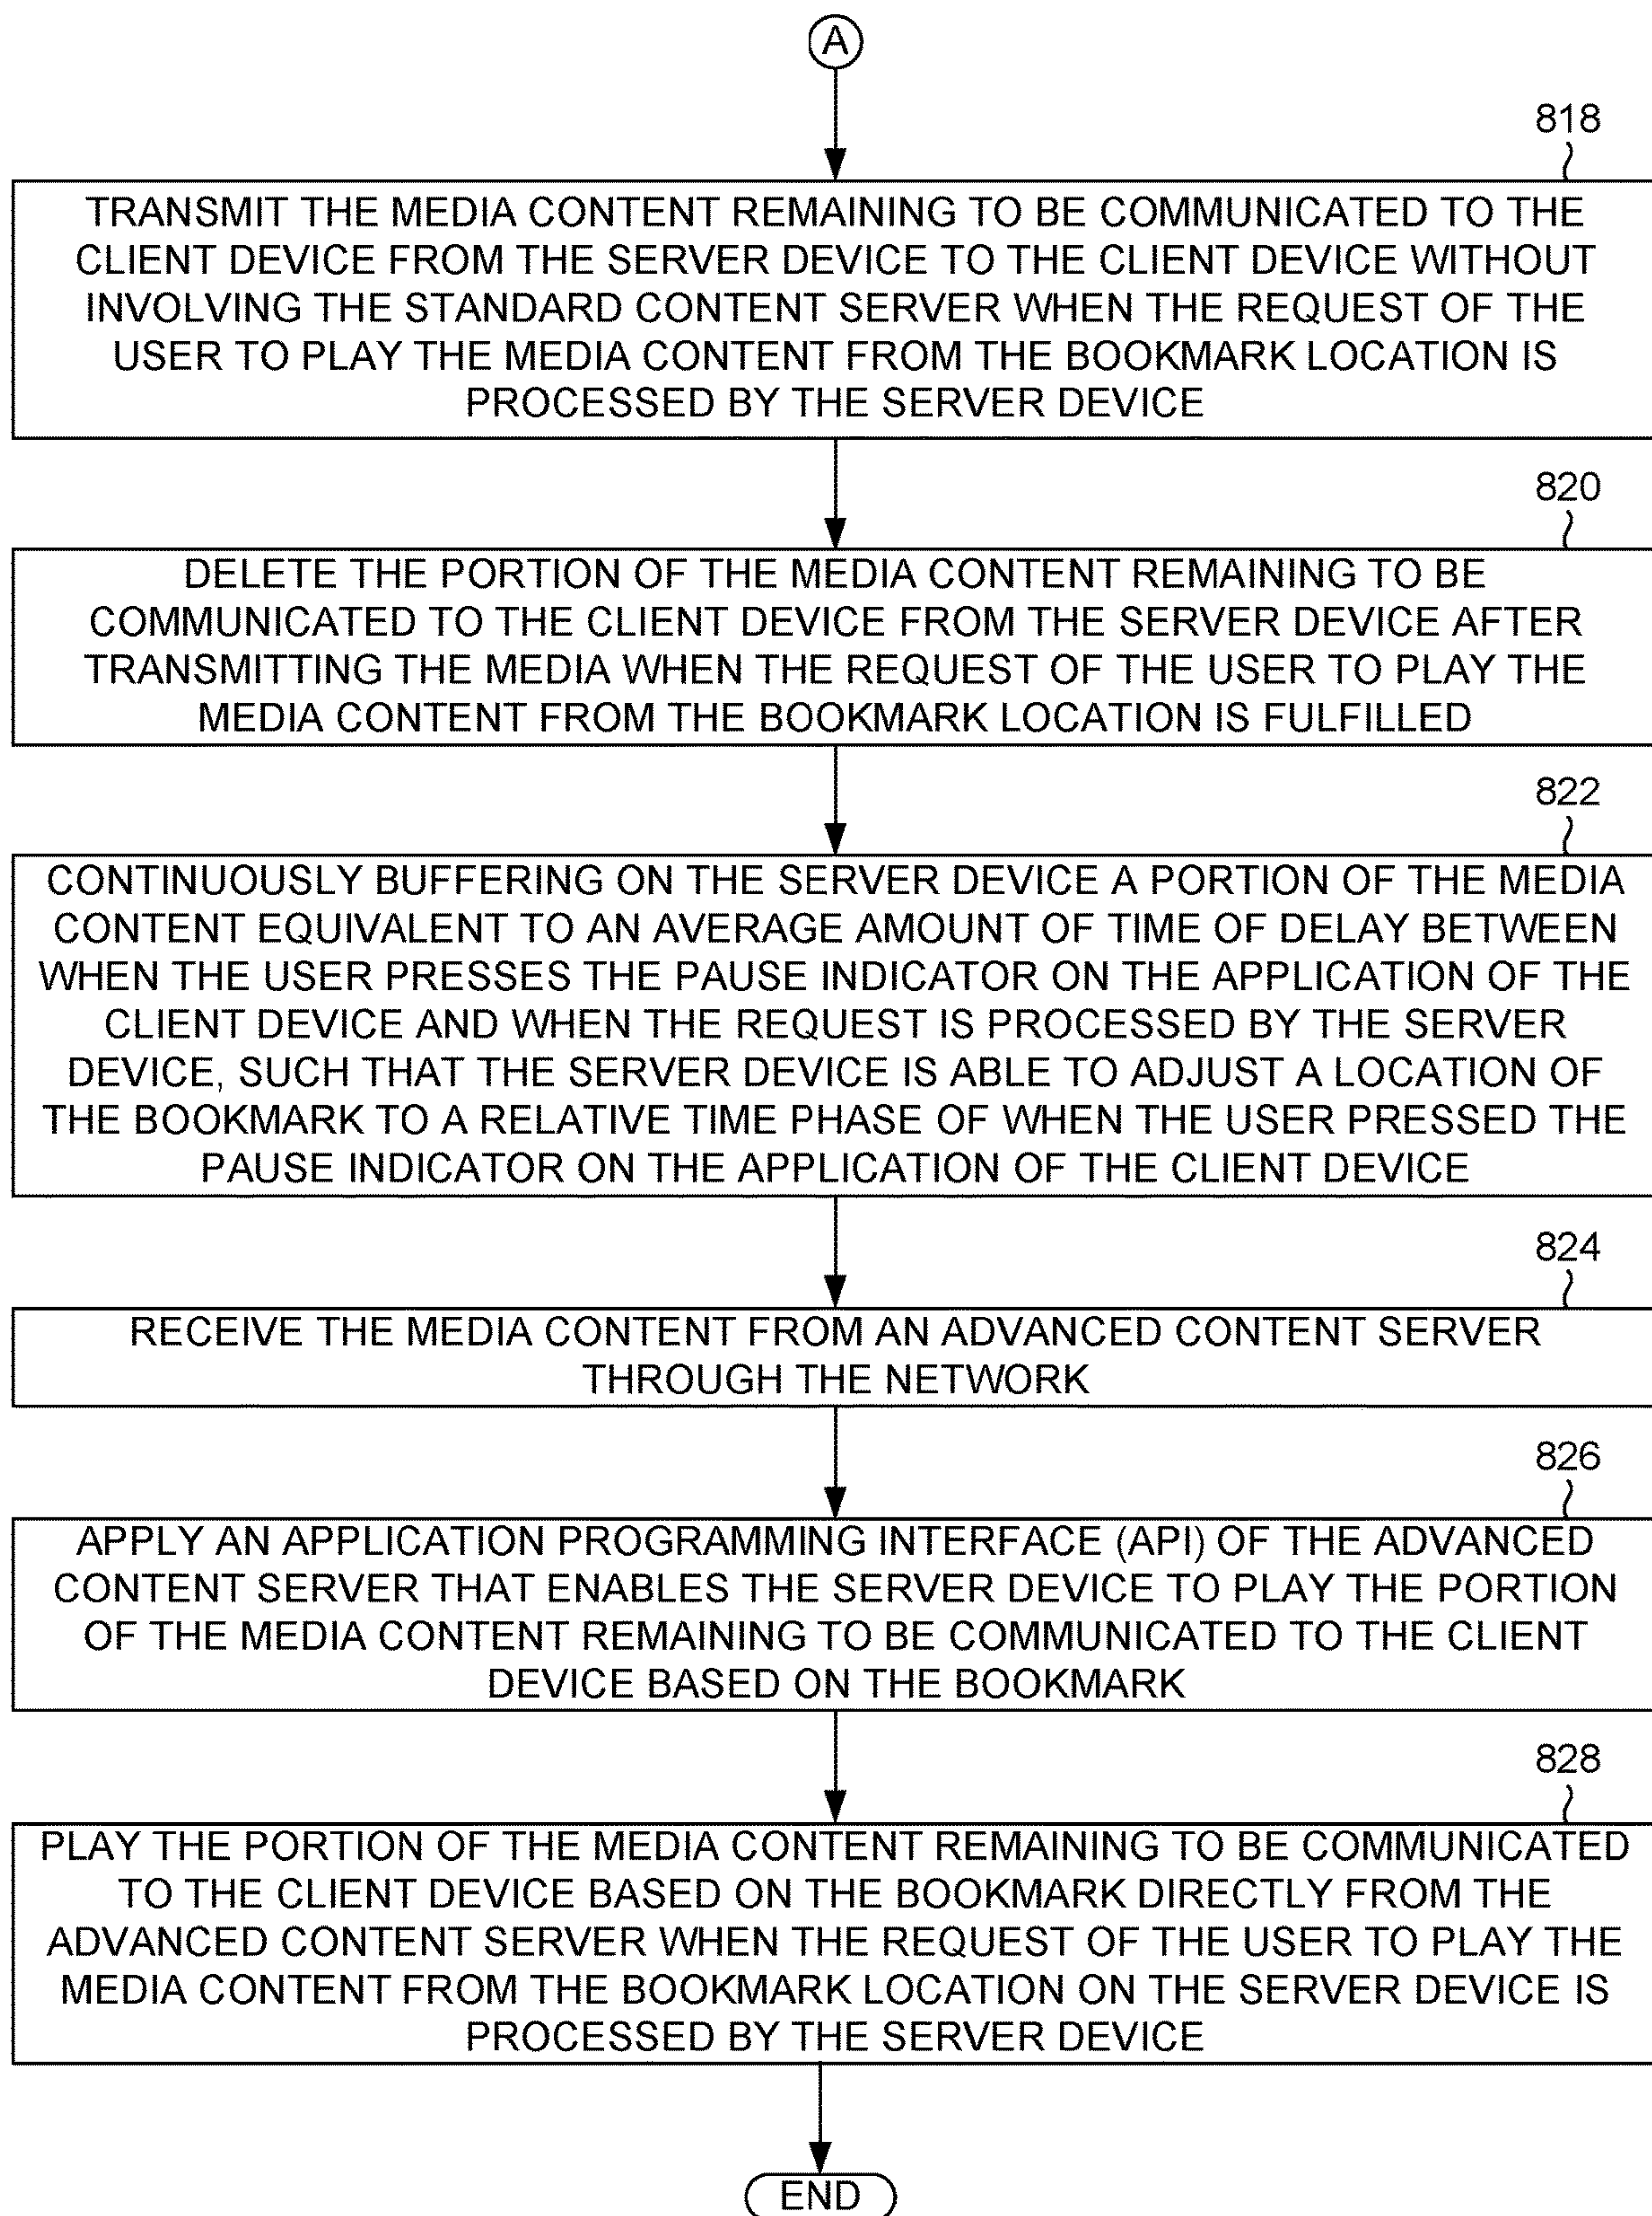 A
818
TRANSMIT THE MEDIA CONTENT REMAINING TO BE COMMUNICATED TO THE
CLIENT DEVICE FROM THE SERVER DEVICE TO THE CLIENT DEVICE WITHOUT
INVOLVING THE STANDARD CONTENT SERVER WHEN THE REQUEST OF THE
USER TO PLAY THE MEDIA CONTENT FROM THE BOOKMARK LOCATION IS
PROCESSED BY THE SERVER DEVICE
820
DELETE THE PORTION OF THE MEDIA CONTENT REMAINING TO BE
COMMUNICATED TO THE CLIENT DEVICE FROM THE SERVER DEVICE AFTER
TRANSMITTING THE MEDIA WHEN THE REQUEST OF THE USER TO PLAY THE
MEDIA CONTENT FROM THE BOOKMARK LOCATION IS FULFILLED
822
CONTINUOUSLY BUFFERING ON THE SERVER DEVICE A PORTION OF THE MEDIA
CONTENT EQUIVALENT TO AN AVERAGE AMOUNT OF TIME OF DELAY BETWEEN
WHEN THE USER PRESSES THE PAUSE INDICATOR ON THE APPLICATION OF THE
CLIENT DEVICE AND WHEN THE REQUEST IS PROCESSED BY THE SERVER
DEVICE, SUCH THAT THE SERVER DEVICE IS ABLE TO ADJUST A LOCATION OF
THE BOOKMARK TO A RELATIVE TIME PHASE OF WHEN THE USER PRESSED THE
PAUSE INDICATOR ON THE APPLICATION OF THE CLIENT DEVICE
824
RECEIVE THE MEDIA CONTENT FROM AN ADVANCED CONTENT SERVER
THROUGH THE NETWORK
826
APPLY AN APPLICATION PROGRAMMING INTERFACE (API) OF THE ADVANCED
CONTENT SERVER THAT ENABLES THE SERVER DEVICE TO PLAY THE PORTION
OF THE MEDIA CONTENT REMAINING TO BE COMMUNICATED TO THE CLIENT
DEVICE BASED ON THE BOOKMARK
828
PLAY THE PORTION OF THE MEDIA CONTENT REMAINING TO BE COMMUNICATED
TO THE CLIENT DEVICE BASED ON THE BOOKMARK DIRECTLY FROM THE
ADVANCED CONTENT SERVER WHEN THE REQUEST OF THE USER TO PLAY THE
MEDIA CONTENT FROM THE BOOKMARK LOCATION ON THE SERVER DEVICE IS
PROCESSED BY THE SERVER DEVICE
END